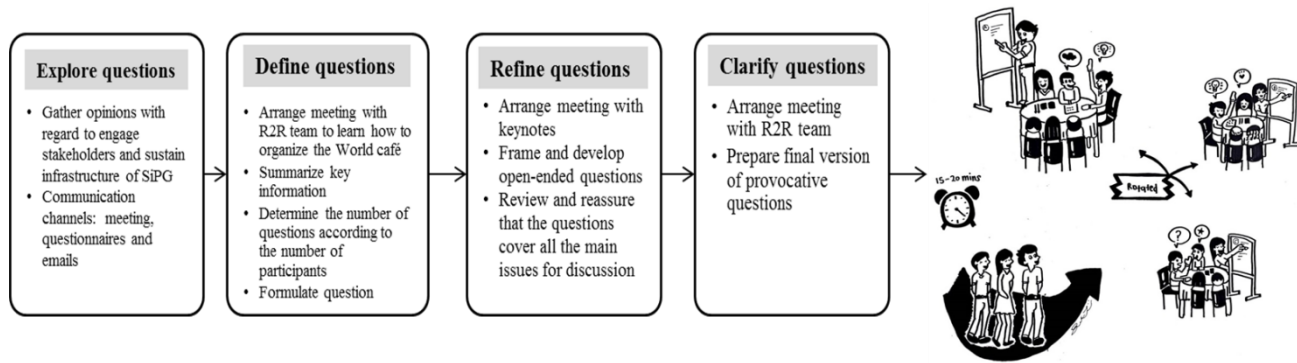 Explore questions
• Gather opinions with
regard to engage
stakeholders and sustain
infrastructure of SiPG
• Communication
channels: meeting,
questionnaires and
emails
Define questions
• Arrange meeting with
R2R team to learn how to
organize the World café
• Summarize key
information
• Determine the number of
questions according to
the number of
participants
• Formulate question
Refine questions
• Arrange meeting with
keynotes
• Frame and develop
open-ended questions
• Review and reassure
that the questions
cover all the main
issues for discussion
Clarify questions
• Arrange meeting
with R2R team
• Prepare final version
of provocative
questions
15-20 mins
Rotated
?